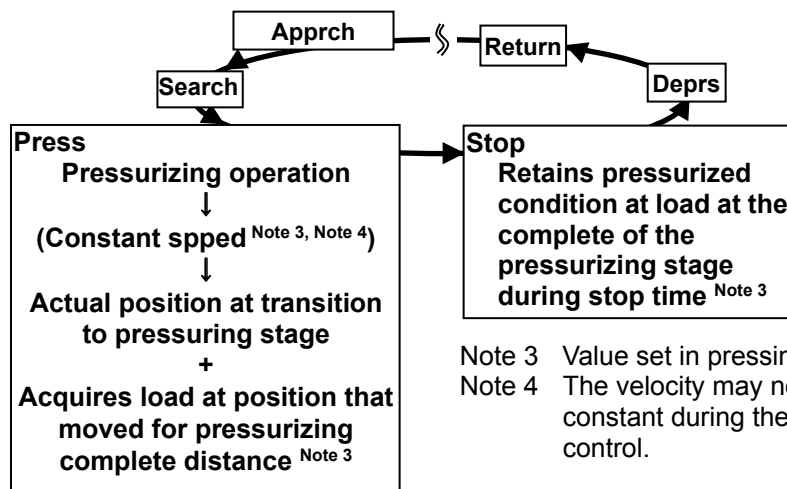 Apprch
Return
Search
Deprs
Press
Pressurizing operation
↓
(Constant spped Note 3, Note 4)
↓
Actual position at transition
to pressuring stage
+
Acquires load at position that
moved for pressurizing
complete distance Note 3
Stop
Retains pressurized
condition at load at the
complete of the
pressurizing stage
during stop time Note 3
Note 3 Value set in
Note 4 The velocity may
constant during the
control.